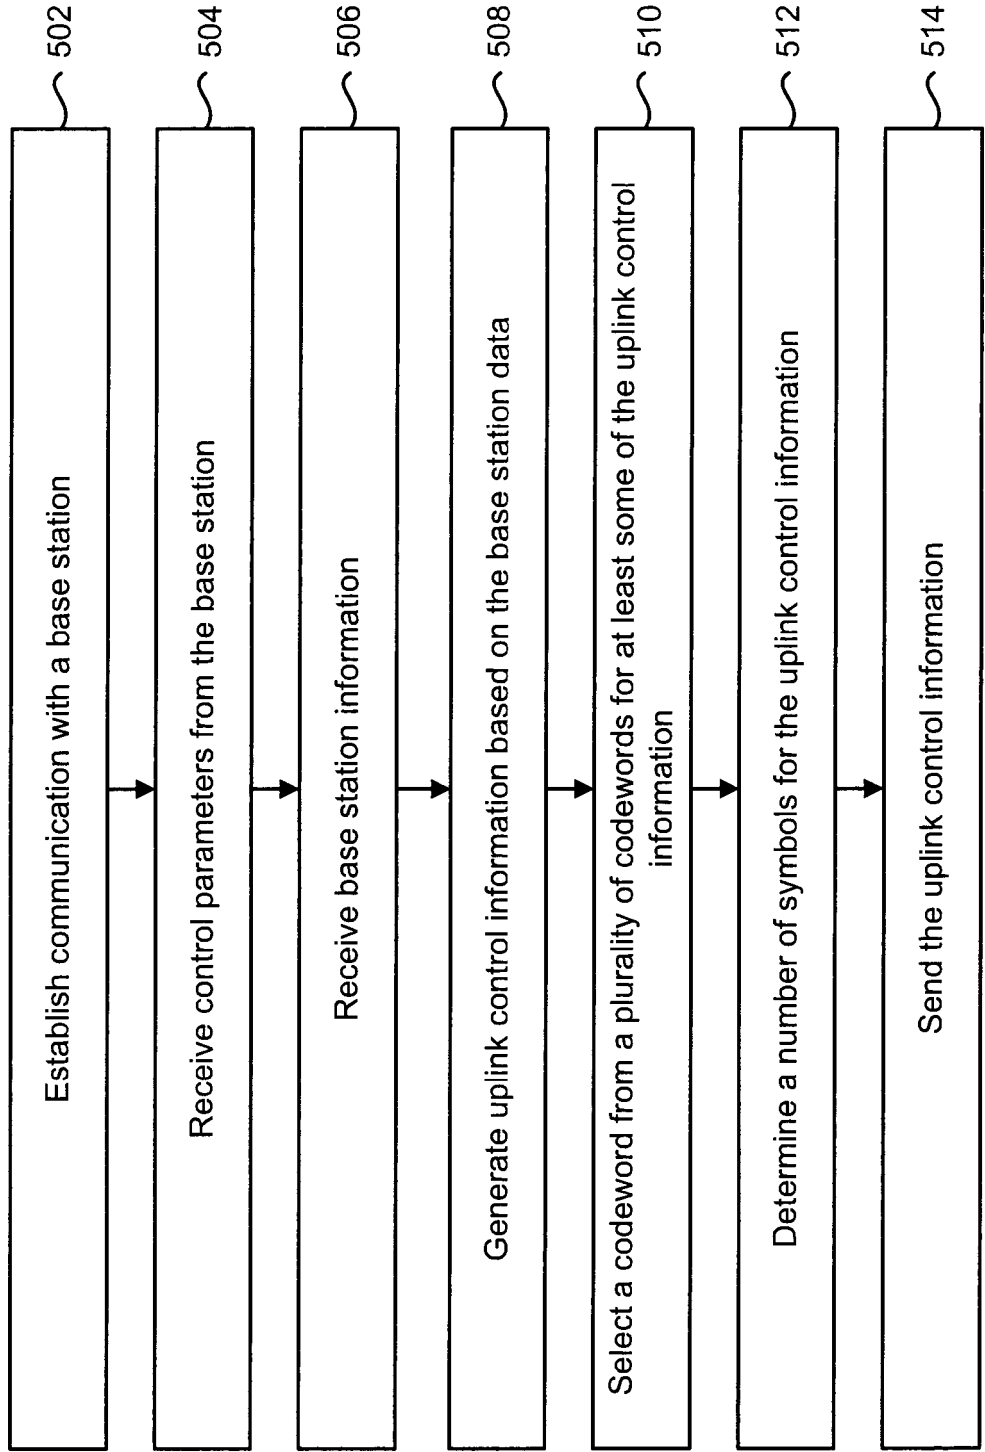 Establish communication with a base station
502
Receive control parameters from the base station
504
Receive base station information
506
Generate uplink control information based on the base station data
508
Select a codeword from a plurality of codewords for at least some of the uplink control
information
510
Determine a number of symbols for the uplink control information
512
Send the uplink control information
514